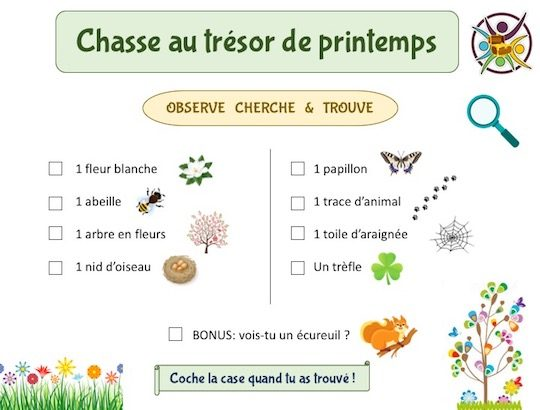 Chasse au trésor de printemps
OBSERVE CHERCHE & TROUVE
1 fleur blanche
1 abeille
1 arbre en fleurs
1 nid d'oiseau
1 papillon
1 trace d'animal
1 toile d'araignée
Un trèfle
BONUS: vois-tu un écureuil ?
Coche la case quand tu as trouvé !